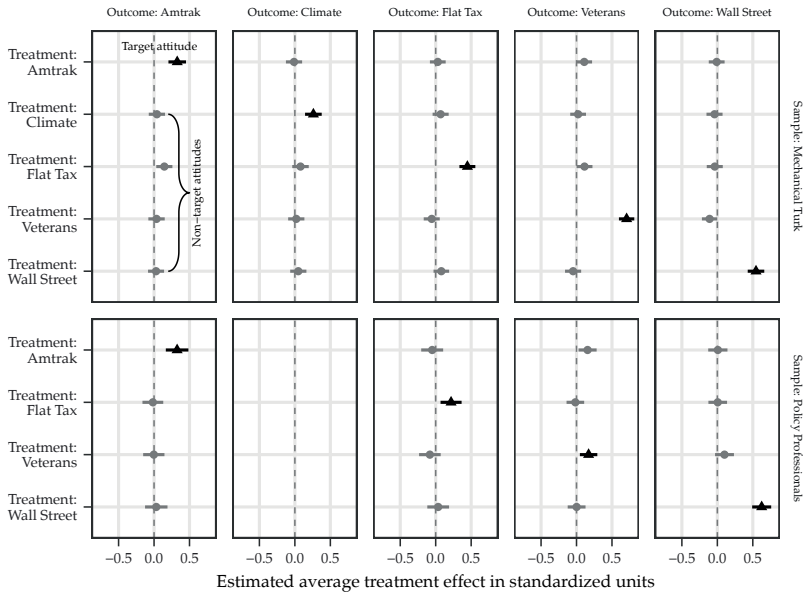 Outcome: Amtrak Outcome: Climate Outcome: Flat Tax Outcome: Veterans Outcome: Wall Street
Treatment:
Amtrak
Treatment:
Climate
Treatment:
Flat Tax
Treatment:
Veterans
Treatment:
Wall Street
Target attitude
Non−target attitudes
Sample: Mechanical Turk
Treatment:
Amtrak
Treatment:
Flat Tax
Treatment:
Veterans
Treatment:
Wall Street
Sample: Policy Professionals
−0.5 0.0 0.5 −0.5 0.0 0.5 −0.5 0.0 0.5 −0.5 0.0 0.5 −0.5 0.0 0.5
Estimated average treatment effect in standardized units